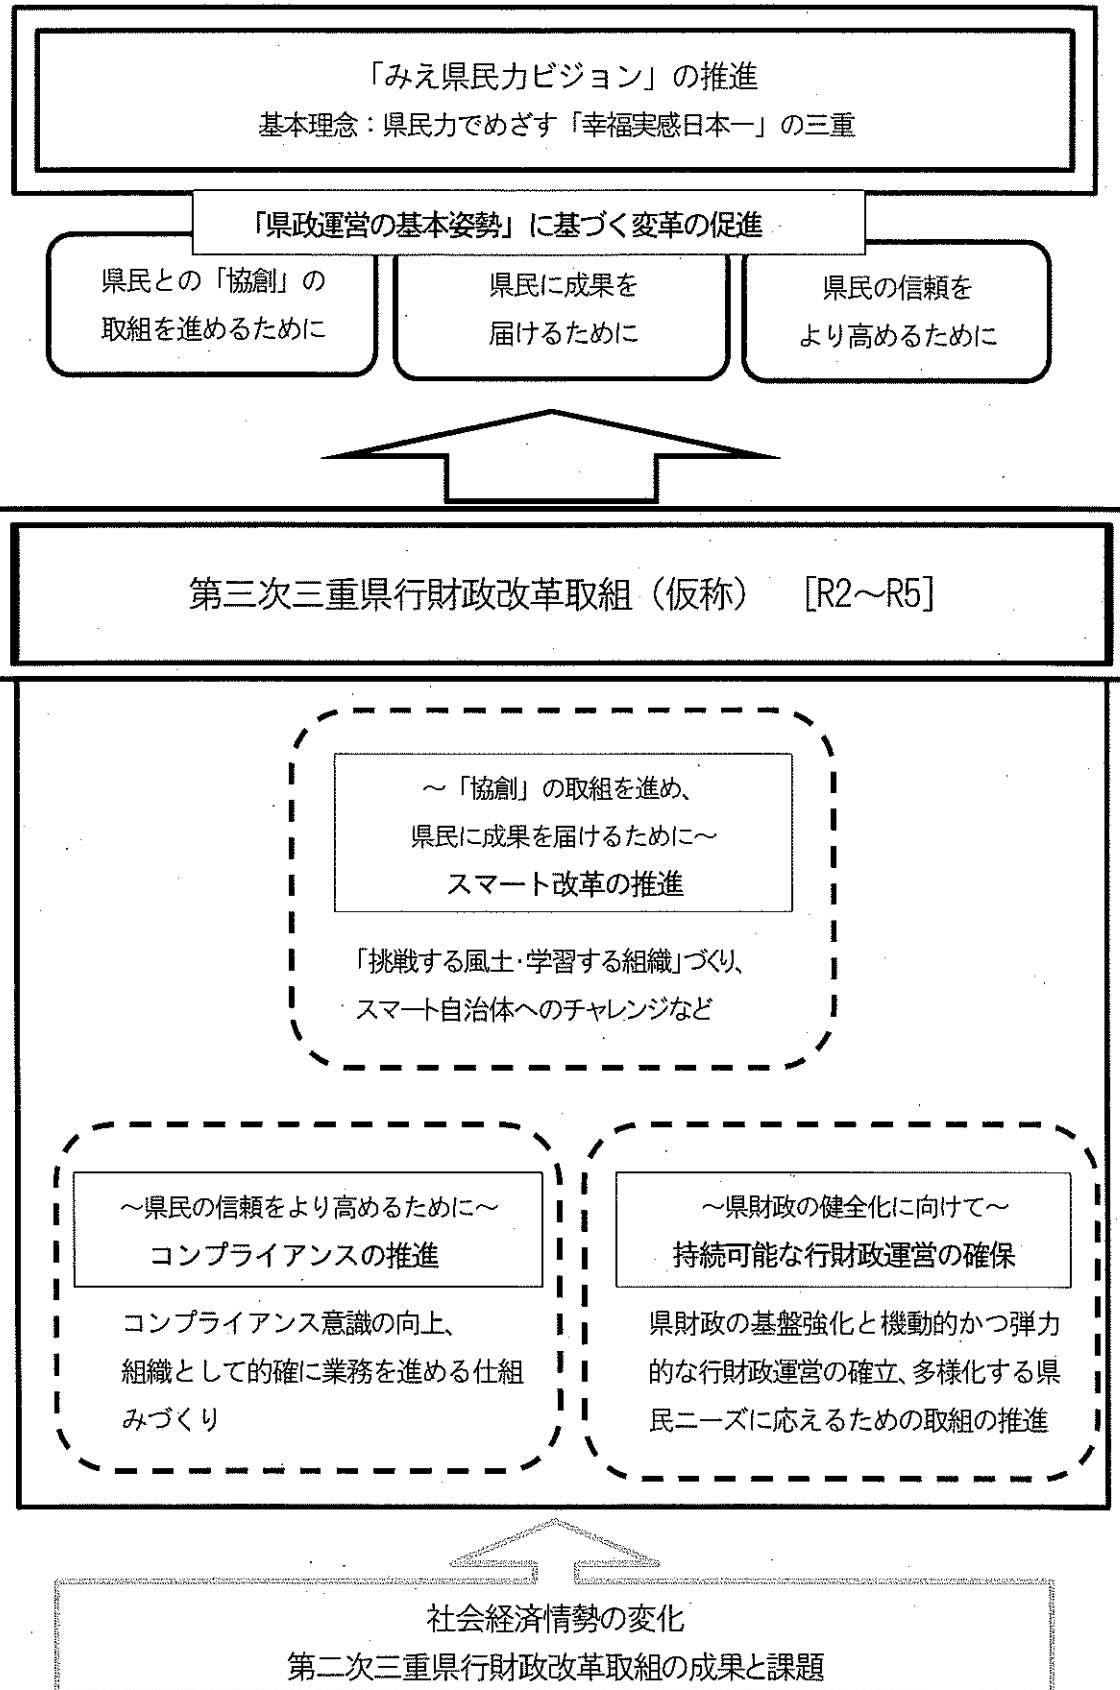 「みえ県民力ビジョン」の推進
基本理念：県民力でめざす「幸福実感日本一」の三重
「県政運営の基本姿勢」に基づく変革の促進
県民との「協創」の
取組を進めるために
県民に成果を
届けるために
県民の信頼を
より高めるために
第三次三重県行財政改革取組（仮称）　[R2～R5]
～「協創」の取組を進め、
県民に成果を届けるために～
スマート改革の推進
「挑戦する風土・学習する組織」づくり、
スマート自治体へのチャレンジなど
～県民の信頼をより高めるために～
コンプライアンスの推進
コンプライアンス意識の向上、
組織として的確に業務を進める仕組
みづくり
～県財政の健全化に向けて～
持続可能な行財政運営の確保
県財政の基盤強化と機動的かつ弾力
的な行財政運営の確立、多様化する県
民ニーズに応えるための取組の推進
社会経済情勢の変化
第二次三重県行財政改革取組の成果と課題